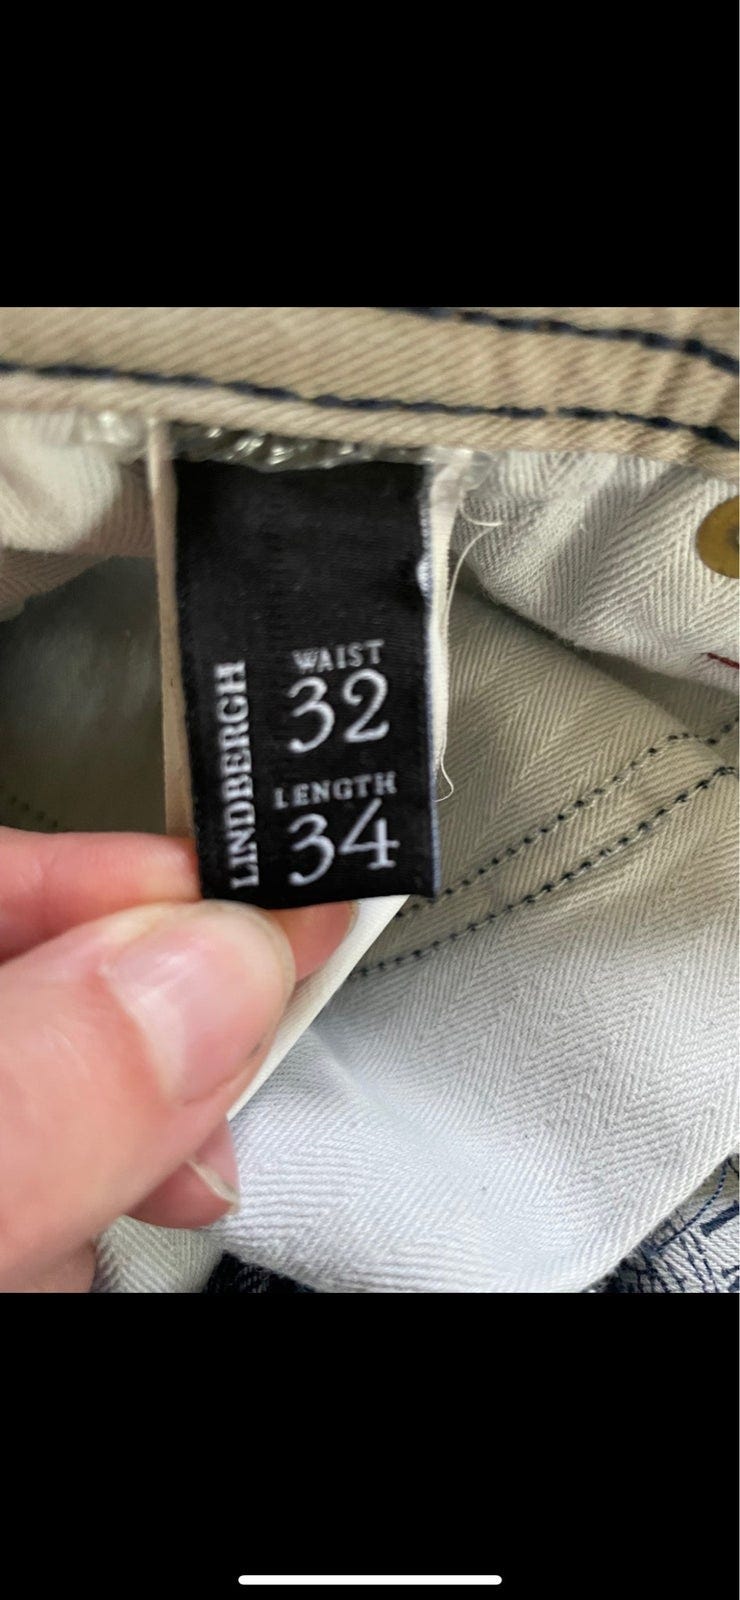 LINDBERGH
WAIST
32
LENGTH
34